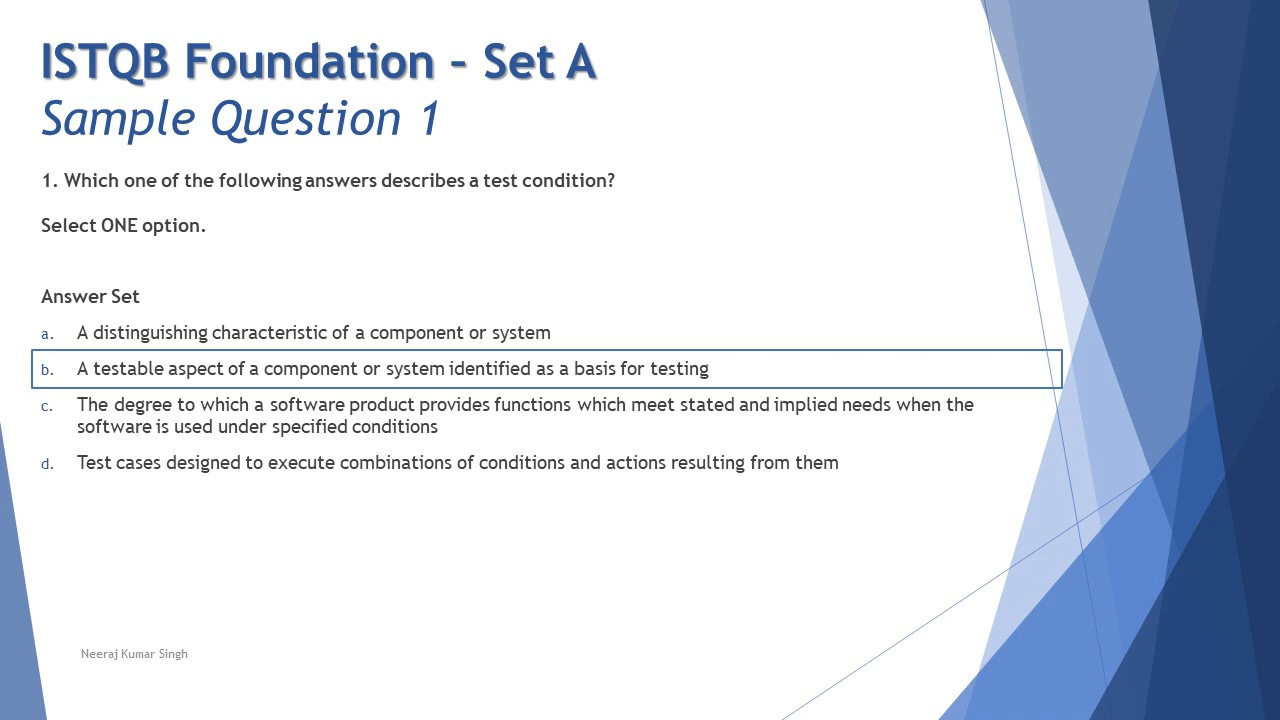 ISTQB Foundation – Set A
Sample Question 1
1. Which one of the following answers describes a test condition?
Select ONE option.
Answer Set
a. A distinguishing characteristic of a component or system
b. A testable aspect of a component or system identified as a basis for testing
c. The degree to which a software product provides functions which meet stated and implied needs when the
software is used under specified conditions
d. Test cases designed to execute combinations of conditions and actions resulting from them
Neeraj Kumar Singh